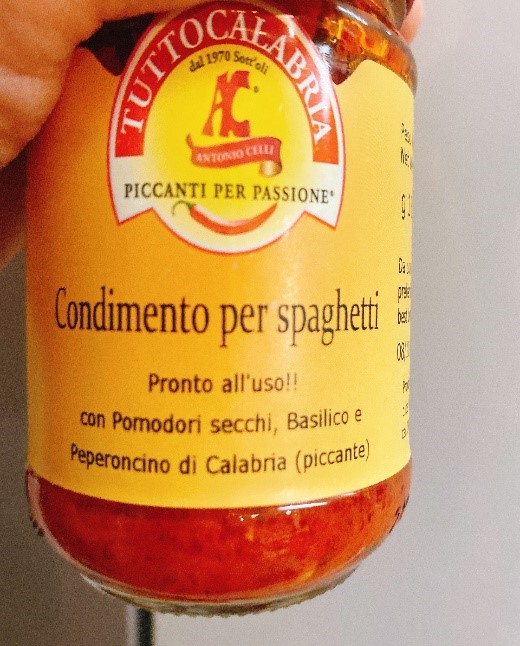 TUTTOCALABRIA
dal 1970 Sott'oli
AC
ANTONIO CELLI
PICCANTI PER PASSIONE®
Condimento per spaghetti
Pronto all'uso!!
con Pomodori secchi, Basilico e
Peperoncino di Calabria (piccante)